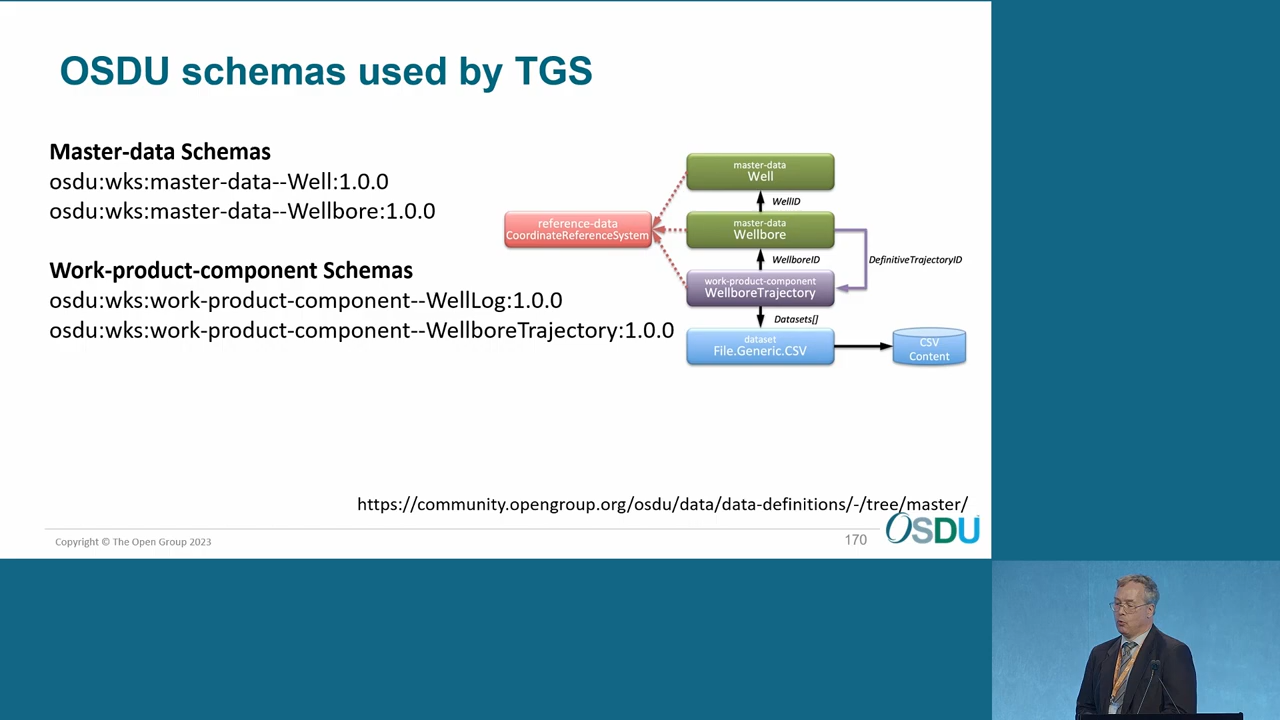 OSDU schemas used by TGS
Master-data Schemas
osdu:wks:master-data--Well:1.0.0
osdu:wks:master-data--Wellbore:1.0.0
Work-product-component Schemas
osdu:wks:work-product-component--WellLog:1.0.0
osdu:wks:work-product-component--WellboreTrajectory:1.0.0
master-data
Well
WellID
reference-data
CoordinateReferenceSystem
master-data
Wellbore
WellboreID
DefinitiveTrajectoryID
work-product-component
WellboreTrajectory
Datasets[]
dataset
File.Generic.CSV
CSV
Content
https://community.opengroup.org/osdu/data/data-definitions/-/tree/master/
Copyright © The Open Group 2023
170
OSDU